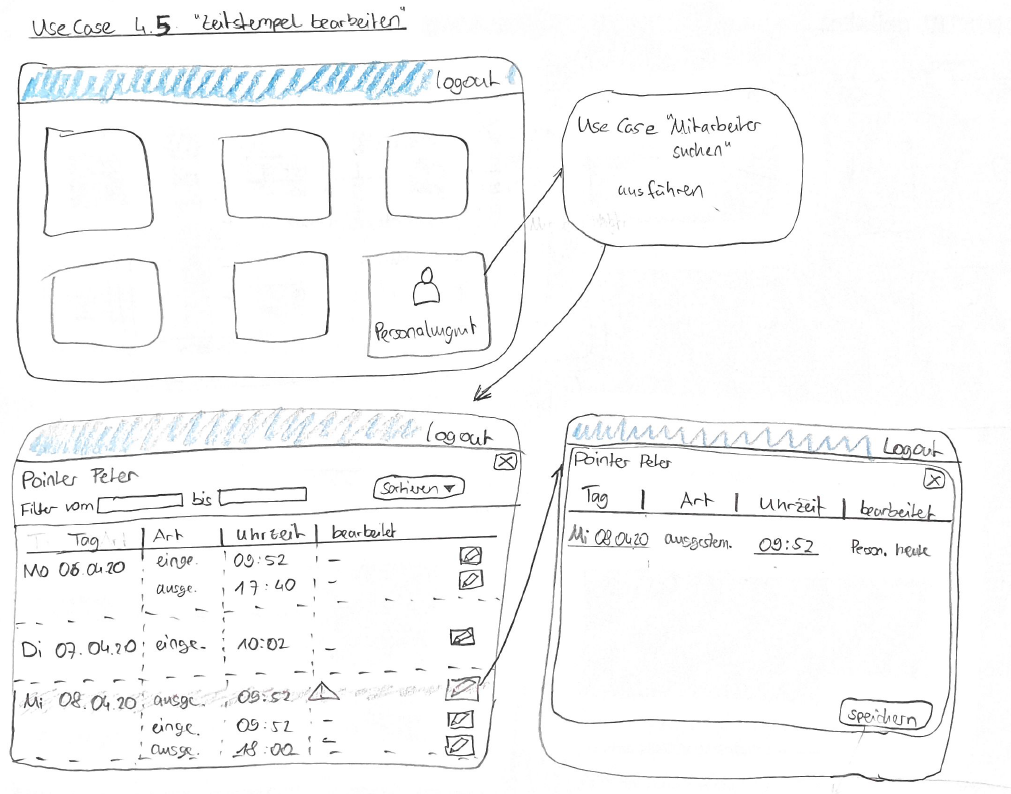 Use Case 4.5 "Zeitstempel bearbeiten"
logout
Use Case "Mitarbeiter
suchen"
ausführen
Personalmgmt
logout
Pointer Peter
Filter vom bis Sortieren ▼
Tag | Art | Uhrzeit | bearbeitet
Mo 06.04.20 einge. 09:52 -
ausge. 17:40 -
Di 07.04.20 einge. 10:02 -
Mi 08.04.20 ausge. 09:52
einge. 09:52 -
ausge. 18:00 -
Logout
Pointer Peter
Tag | Art | Uhrzeit | bearbeitet
Mi 08.04.20 ausgestem. 09:52 Person. heute
speichern